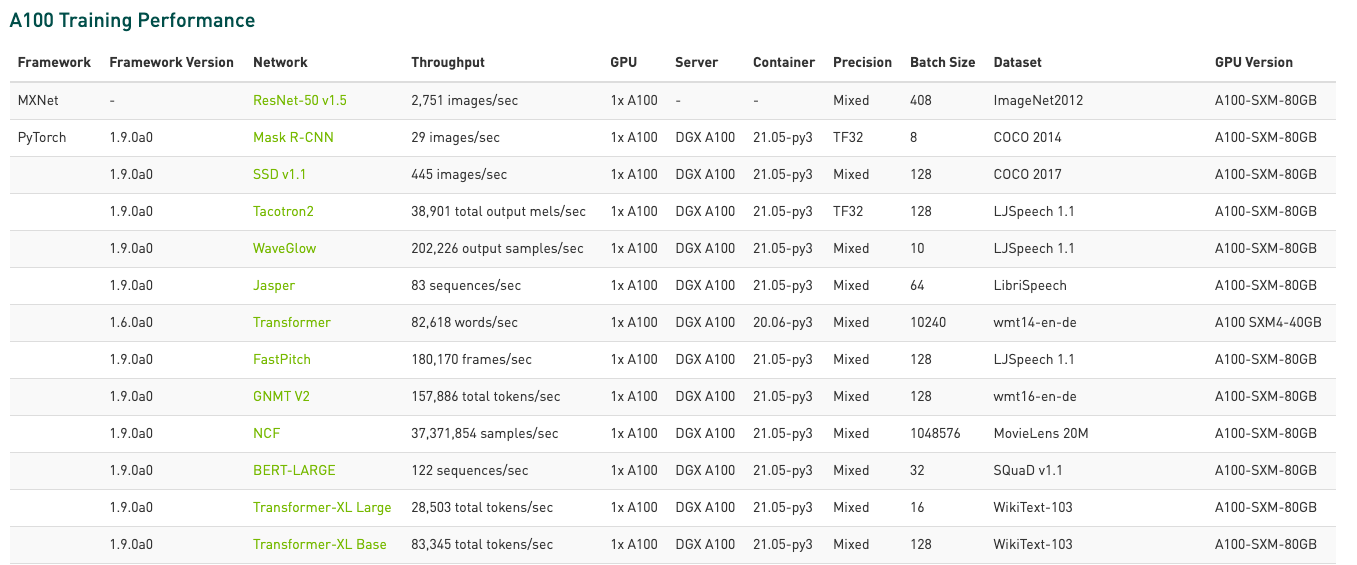 A100 Training Performance
Framework Framework Version Network Throughput GPU Server Container Precision Batch Size Dataset GPU Version
MXNet - ResNet-50 v1.5 2,751 images/sec 1x A100 - - Mixed 408 ImageNet2012 A100-SXM-80GB
PyTorch 1.9.0a0 Mask R-CNN 29 images/sec 1x A100 DGX A100 21.05-py3 TF32 8 COCO 2014 A100-SXM-80GB
1.9.0a0 SSD v1.1 445 images/sec 1x A100 DGX A100 21.05-py3 Mixed 128 COCO 2017 A100-SXM-80GB
1.9.0a0 Tacotron2 38,901 total output mels/sec 1x A100 DGX A100 21.05-py3 TF32 128 LJSpeech 1.1 A100-SXM-80GB
1.9.0a0 WaveGlow 202,226 output samples/sec 1x A100 DGX A100 21.05-py3 Mixed 10 LJSpeech 1.1 A100-SXM-80GB
1.9.0a0 Jasper 83 sequences/sec 1x A100 DGX A100 21.05-py3 Mixed 64 LibriSpeech A100-SXM-80GB
1.6.0a0 Transformer 82,618 words/sec 1x A100 DGX A100 20.06-py3 Mixed 10240 wmt14-en-de A100 SXM4-40GB
1.9.0a0 FastPitch 180,170 frames/sec 1x A100 DGX A100 21.05-py3 Mixed 128 LJSpeech 1.1 A100-SXM-80GB
1.9.0a0 GNMT V2 157,886 total tokens/sec 1x A100 DGX A100 21.05-py3 Mixed 128 wmt16-en-de A100-SXM-80GB
1.9.0a0 NCF 37,371,854 samples/sec 1x A100 DGX A100 21.05-py3 Mixed 1048576 MovieLens 20M A100-SXM-80GB
1.9.0a0 BERT-LARGE 122 sequences/sec 1x A100 DGX A100 21.05-py3 Mixed 32 SQuaD v1.1 A100-SXM-80GB
1.9.0a0 Transformer-XL Large 28,503 total tokens/sec 1x A100 DGX A100 21.05-py3 Mixed 16 WikiText-103 A100-SXM-80GB
1.9.0a0 Transformer-XL Base 83,345 total tokens/sec 1x A100 DGX A100 21.05-py3 Mixed 128 WikiText-103 A100-SXM-80GB